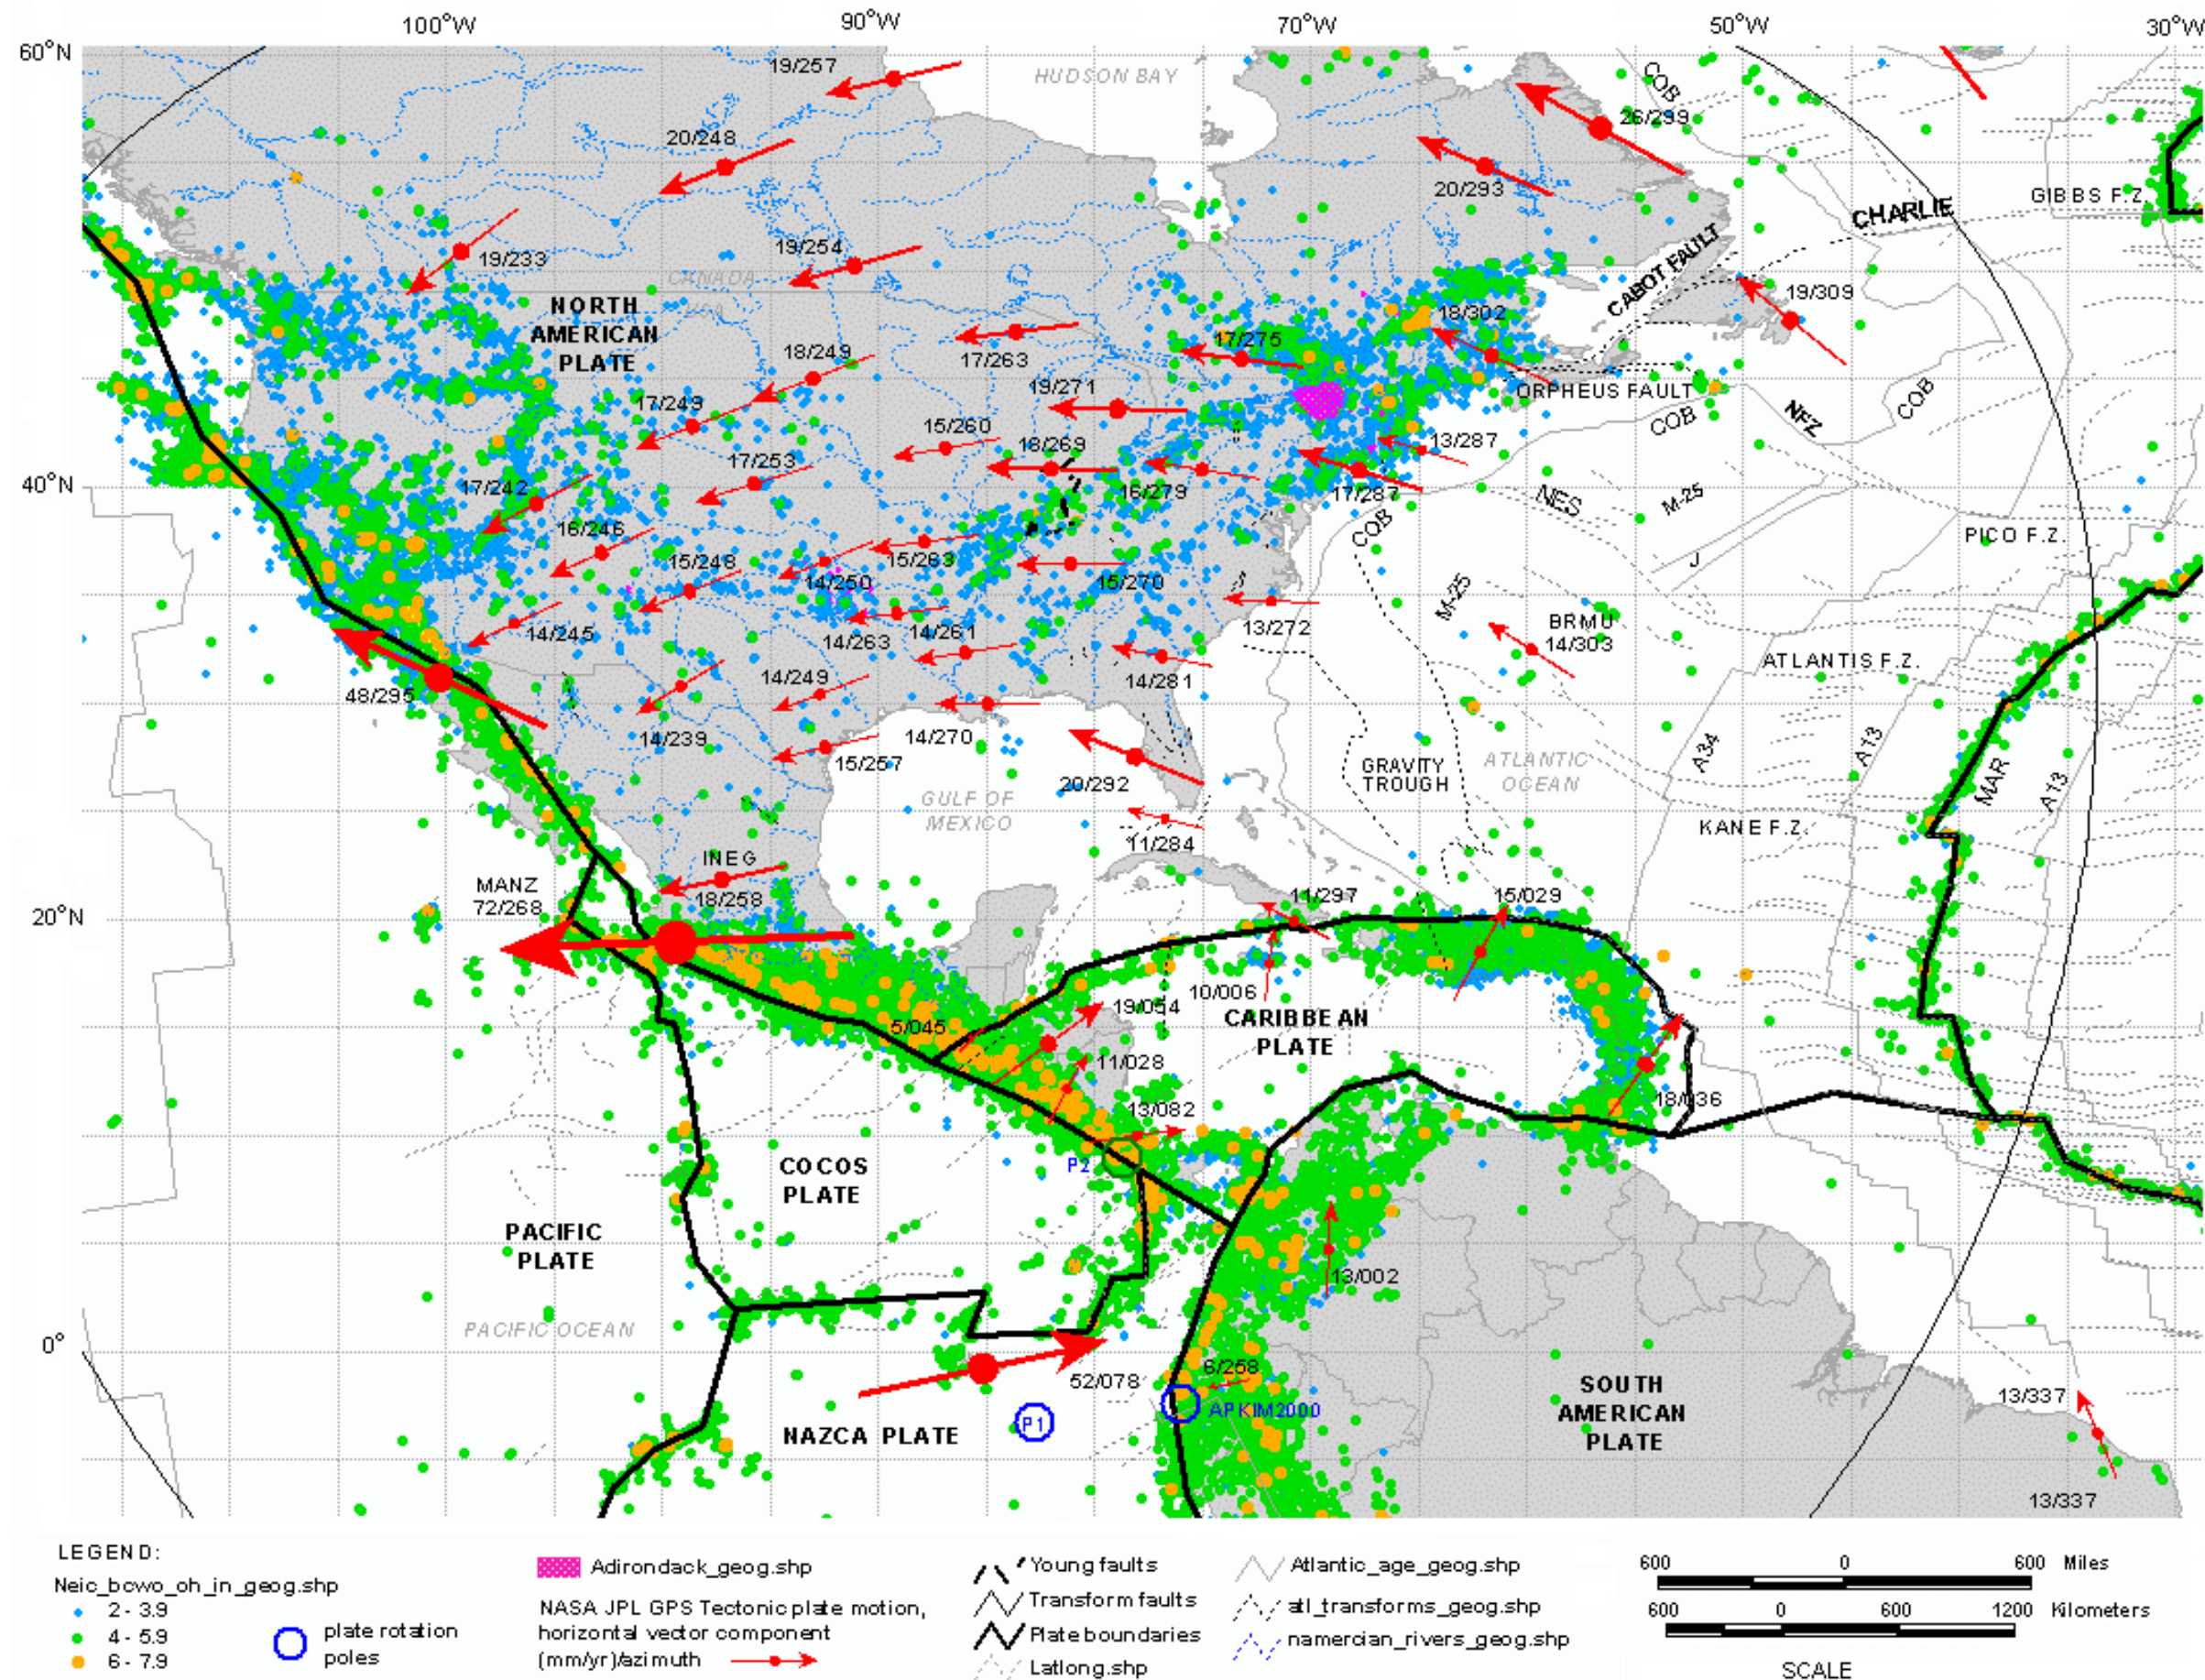 100°W 90°W 70°W 50°W 30°W
60°N
19/257
HUDSON BAY
COB
20/248
26/299
20/293
GIBBS F.Z.
CHARLIE
19/233
19/254
CANADA
USA
CABOT FAULT
19/309
NORTH
AMERICAN
PLATE
18/302
17/275
18/249
17/263
19/271
ORPHEUS FAULT
COB
COB
NFZ
17/249
15/260
18/269
13/287
17/253
40°N
17/242
16/279
17/287
NES
M-25
16/246
COB
PICO F.Z.
15/248
14/250
15/263
15/270
J
M-25
14/245
14/263
14/261
13/272
BRMU
14/303
ATLANTIS F.Z.
48/295
14/249
14/281
14/239
14/270
15/257
20/292
GRAVITY
TROUGH
ATLANTIC
OCEAN
A34
A13
MAR
A13
GULF OF
MEXICO
KANE F.Z.
11/284
INEG
18/258
MANZ
72/268
20°N
11/297
15/029
10/006
19/054
5/045
CARIBBEAN
PLATE
11/028
13/082
18/036
P2
COCOS
PLATE
PACIFIC
PLATE
13/002
PACIFIC OCEAN
0°
52/078
6/258
APKIM2000
P1
NAZCA PLATE
SOUTH
AMERICAN
PLATE
13/337
13/337
LEGEND:
Neic_bcwo_oh_in_geog.shp
2 - 3.9
4 - 5.9
6 - 7.9
plate rotation
poles
Adirondack_geog.shp
NASA JPL GPS Tectonic plate motion,
horizontal vector component
(mm/yr)/azimuth
Young faults
Transform faults
Plate boundaries
Latlong.shp
Atlantic_age_geog.shp
atl_transforms_geog.shp
namercian_rivers_geog.shp
600 0 600 Miles
600 0 600 1200 Kilometers
SCALE